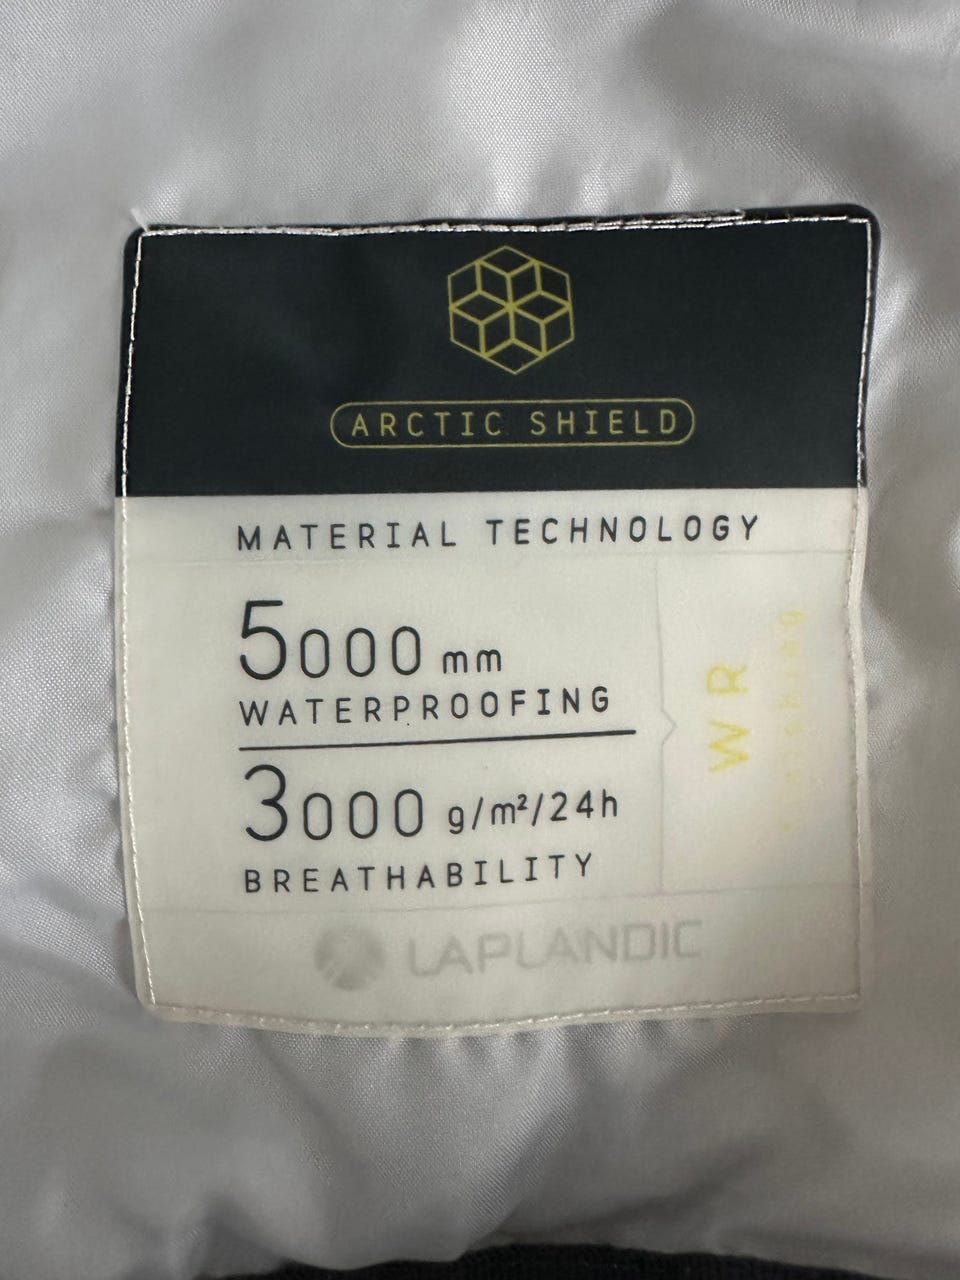 ARCTIC SHIELD
MATERIAL TECHNOLOGY
5000 mm
WATERPROOFING
3000 g/m²/24h
BREATHABILITY
WR
LAPLANDIC